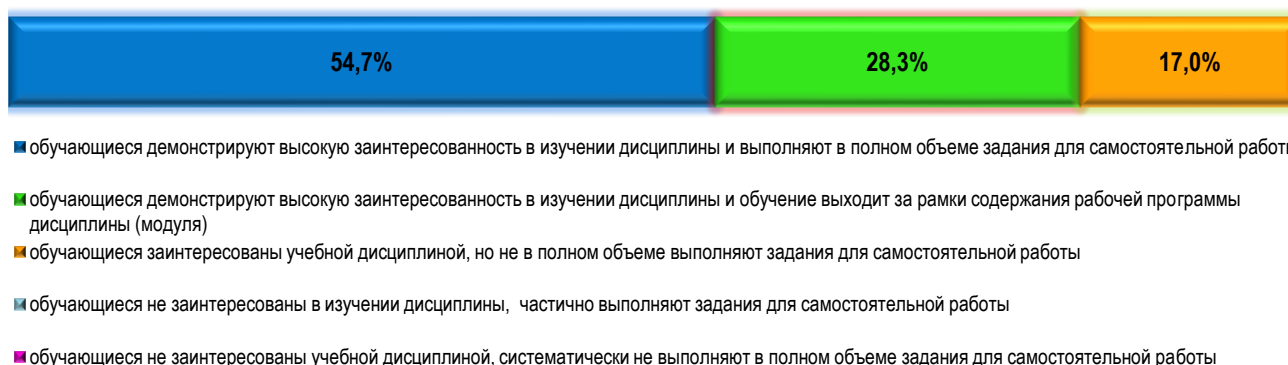 54,7% 28,3% 17,0%
обучающиеся демонстрируют высокую заинтересованность в изучении дисциплины и выполняют в полном объеме задания для самостоятельной работ
обучающиеся демонстрируют высокую заинтересованность в изучении дисциплины и обучение выходит за рамки содержания рабочей программы
дисциплины (модуля)
обучающиеся заинтересованы учебной дисциплиной, но не в полном объеме выполняют задания для самостоятельной работы
обучающиеся не заинтересованы в изучении дисциплины, частично выполняют задания для самостоятельной работы
обучающиеся не заинтересованы учебной дисциплиной, систематически не выполняют в полном объеме задания для самостоятельной работы